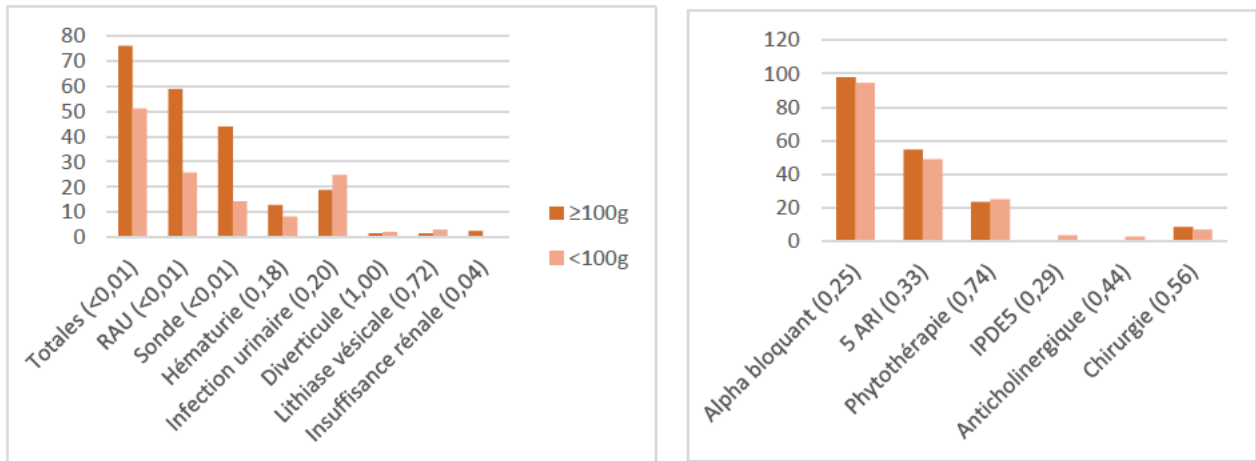 80
70
60
50
40
30
20
10
0
Totales (<0,01)
RAU (<0,01)
Sonde (<0,01)
Hématurie (0,18)
Infection urinaire (0,20)
Diverticule (1,00)
Lithiase vésicale (0,72)
Insuffisance rénale (0,04)
≥100g
<100g
120
100
80
60
40
20
0
Alpha bloquant (0,25)
5 ARI (0,33)
Phytothérapie (0,74)
IPDE5 (0,29)
Anticholinergique (0,44)
Chirurgie (0,56)